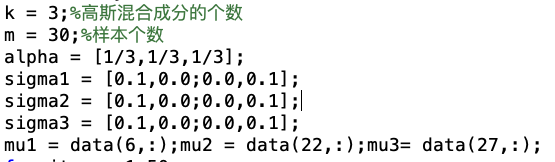 k = 3;%高斯混合成分的个数
m = 30;%样本个数
alpha = [1/3,1/3,1/3];
sigma1 = [0.1,0.0;0.0,0.1];
sigma2 = [0.1,0.0;0.0,0.1];
sigma3 = [0.1,0.0;0.0,0.1];
mu1 = data(6,:);mu2 = data(22,:);mu3= data(27,:);